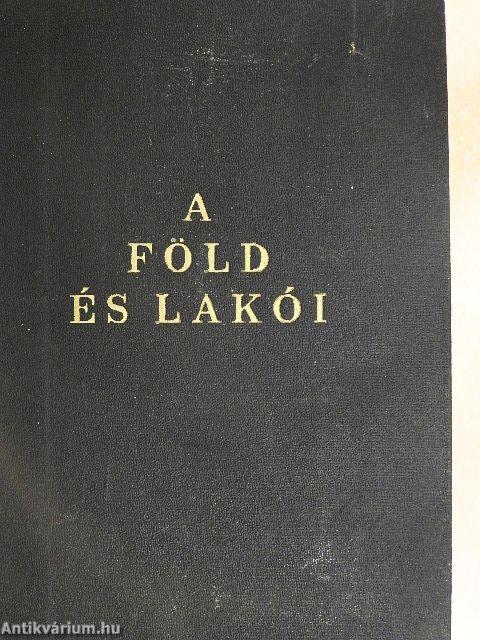 A
FÖLD
ÉS LAKÓI
Antikvárium.hu